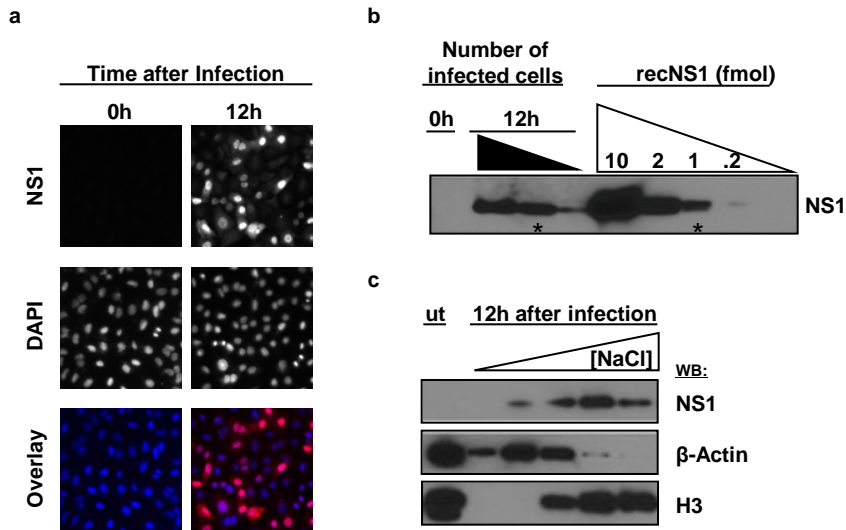 a
Time after Infection
0h 12h
NS1
DAPI
Overlay
b
Number of
infected cells
recNS1 (fmol)
0h 12h
10 2 1 .2
NS1
* *
c
ut 12h after infection
[NaCl]
WB:
NS1
β-Actin
H3